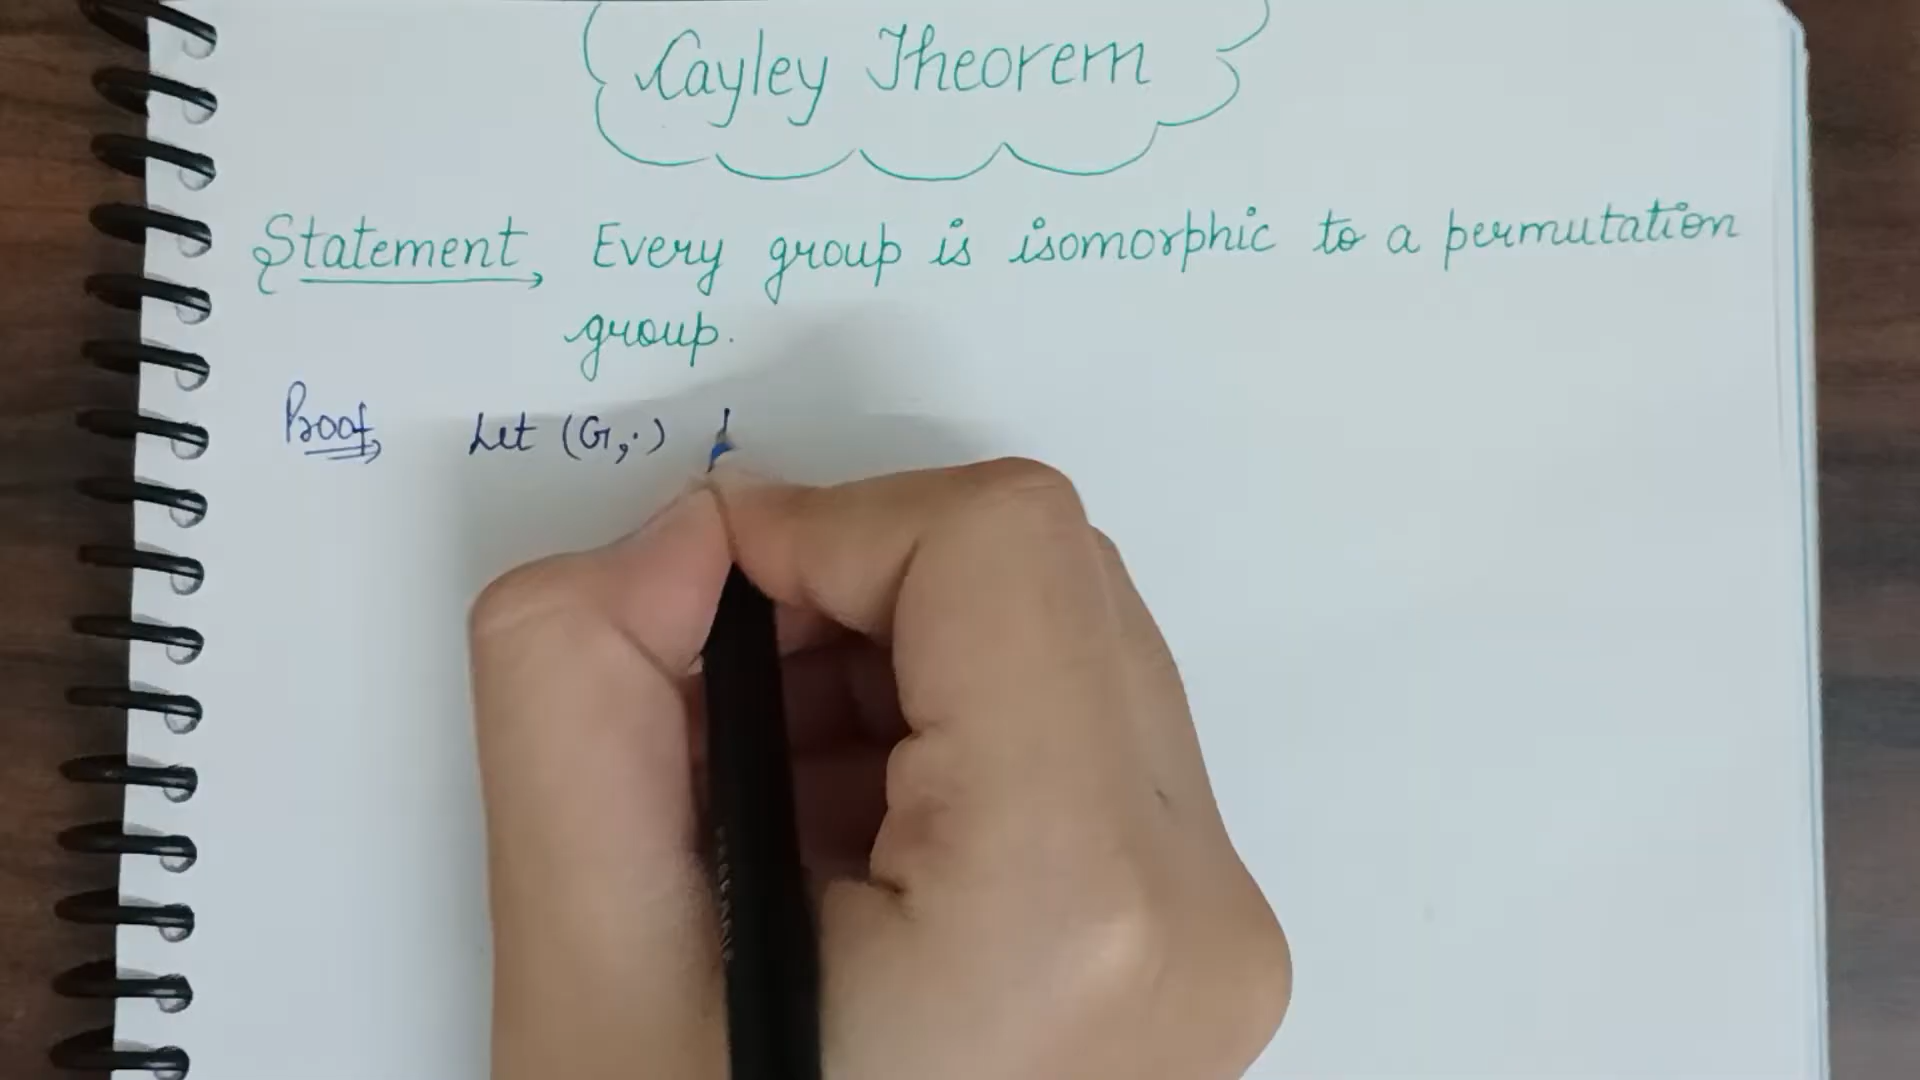 Cayley Theorem
Statement Every group is isomorphic to a permutation
group.
Proof Let (G,·)